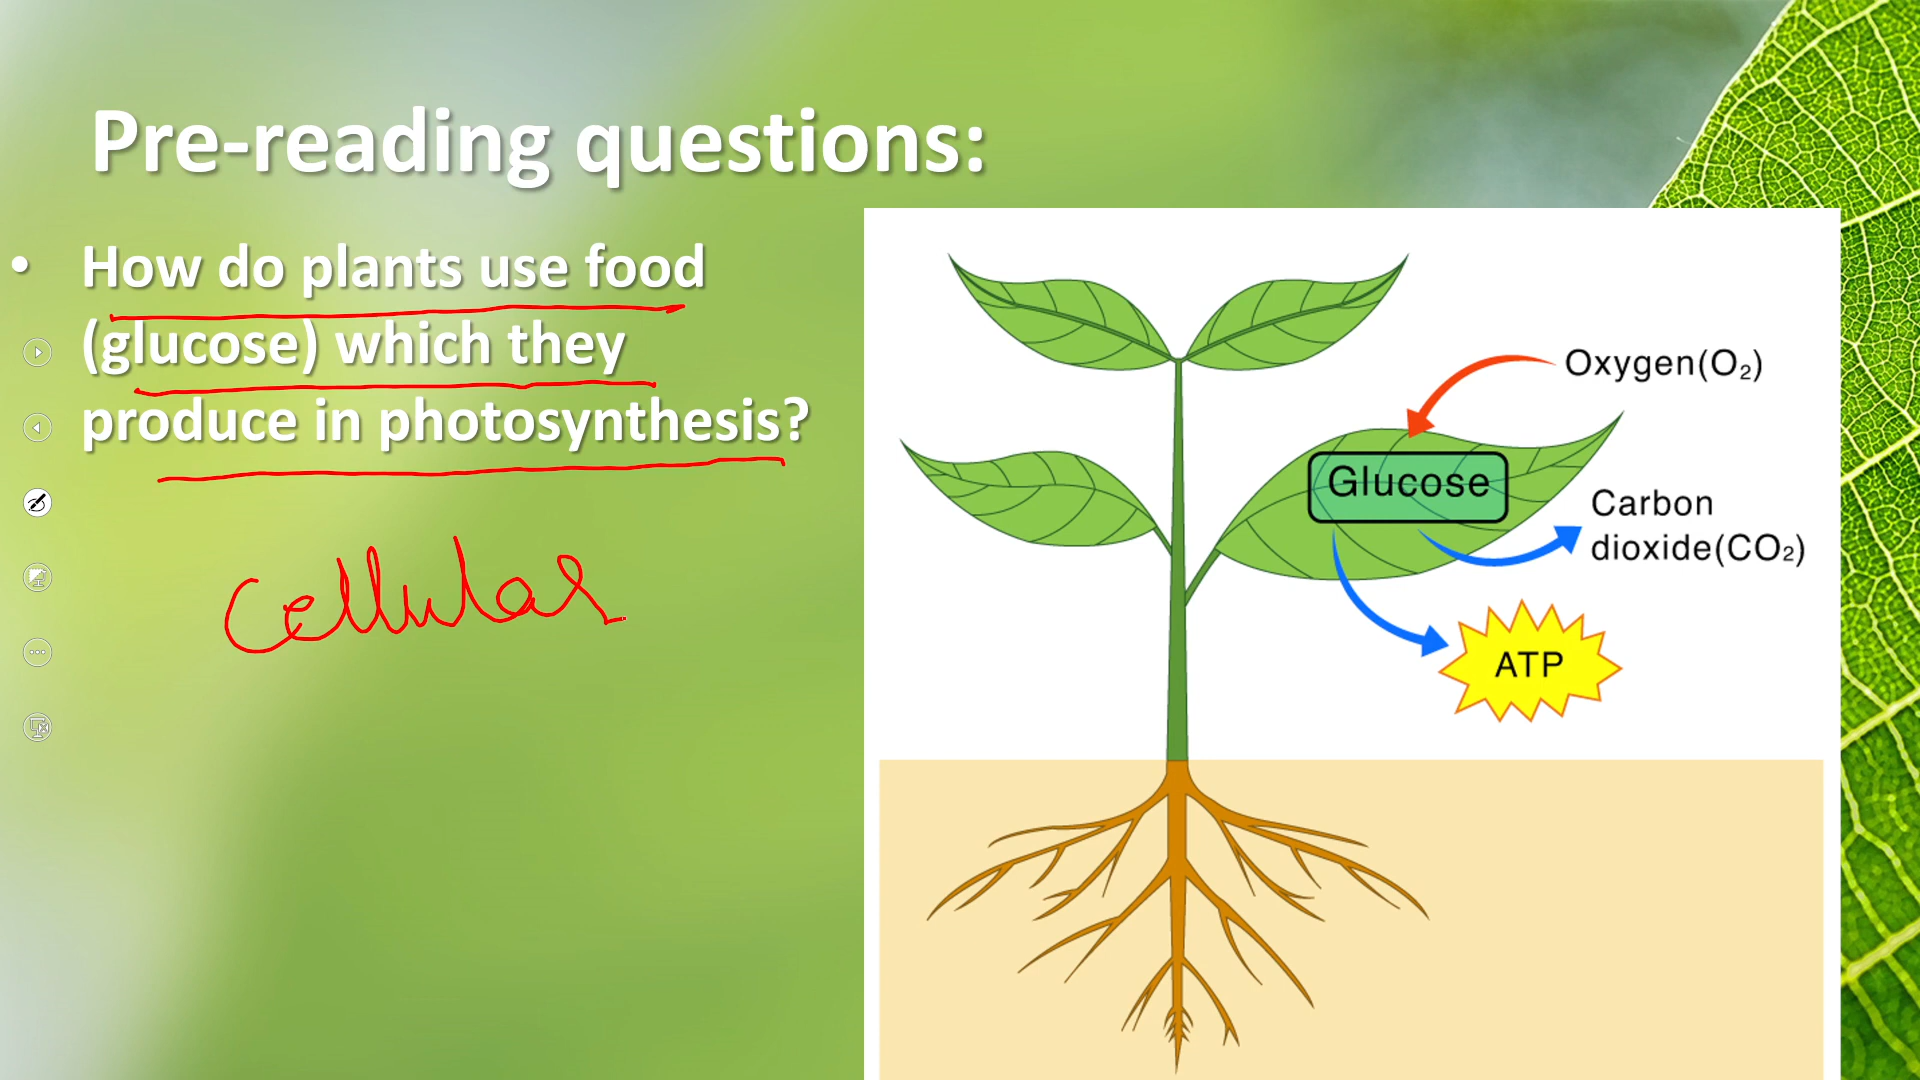 Pre-reading questions:
• How do plants use food
(glucose) which they
produce in photosynthesis?
cellular
Oxygen(O₂)
Glucose
Carbon
dioxide(CO₂)
ATP